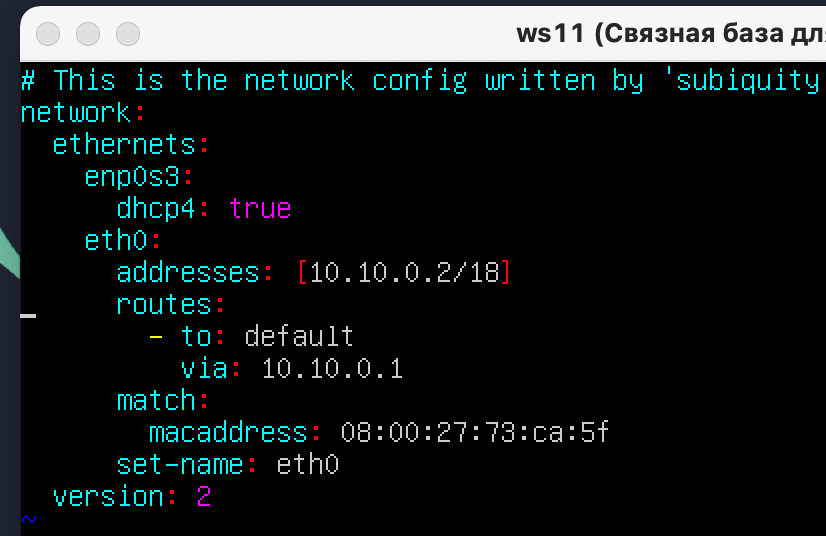 ws11 (Связная база дл
# This is the network config written by 'subiquity
network:
  ethernets:
    enp0s3:
      dhcp4: true
    eth0:
      addresses: [10.10.0.2/18]
      routes:
        - to: default
          via: 10.10.0.1
      match:
        macaddress: 08:00:27:73:ca:5f
      set-name: eth0
  version: 2
~